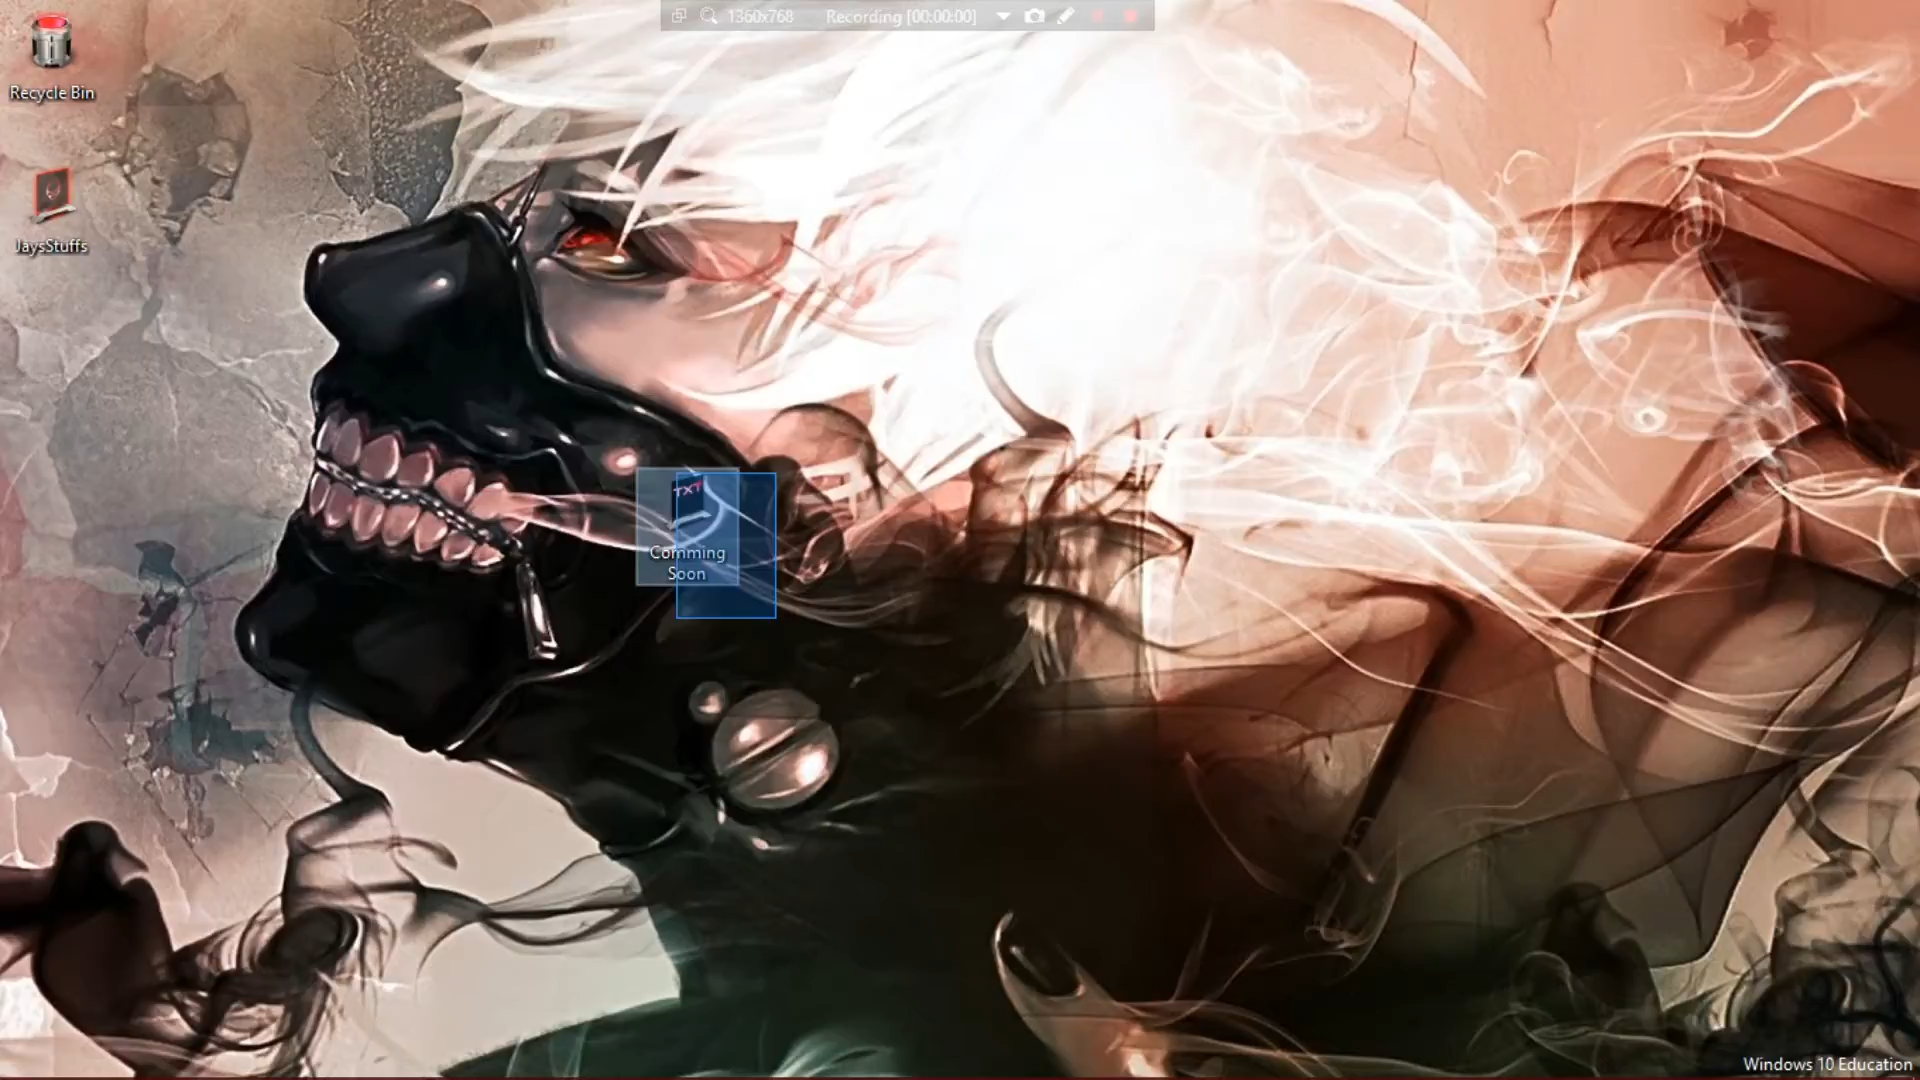 1360x768 Recording [00:00:00]
Recycle Bin
JaysStuffs
TXT
Comming
Soon
Windows 10 Education